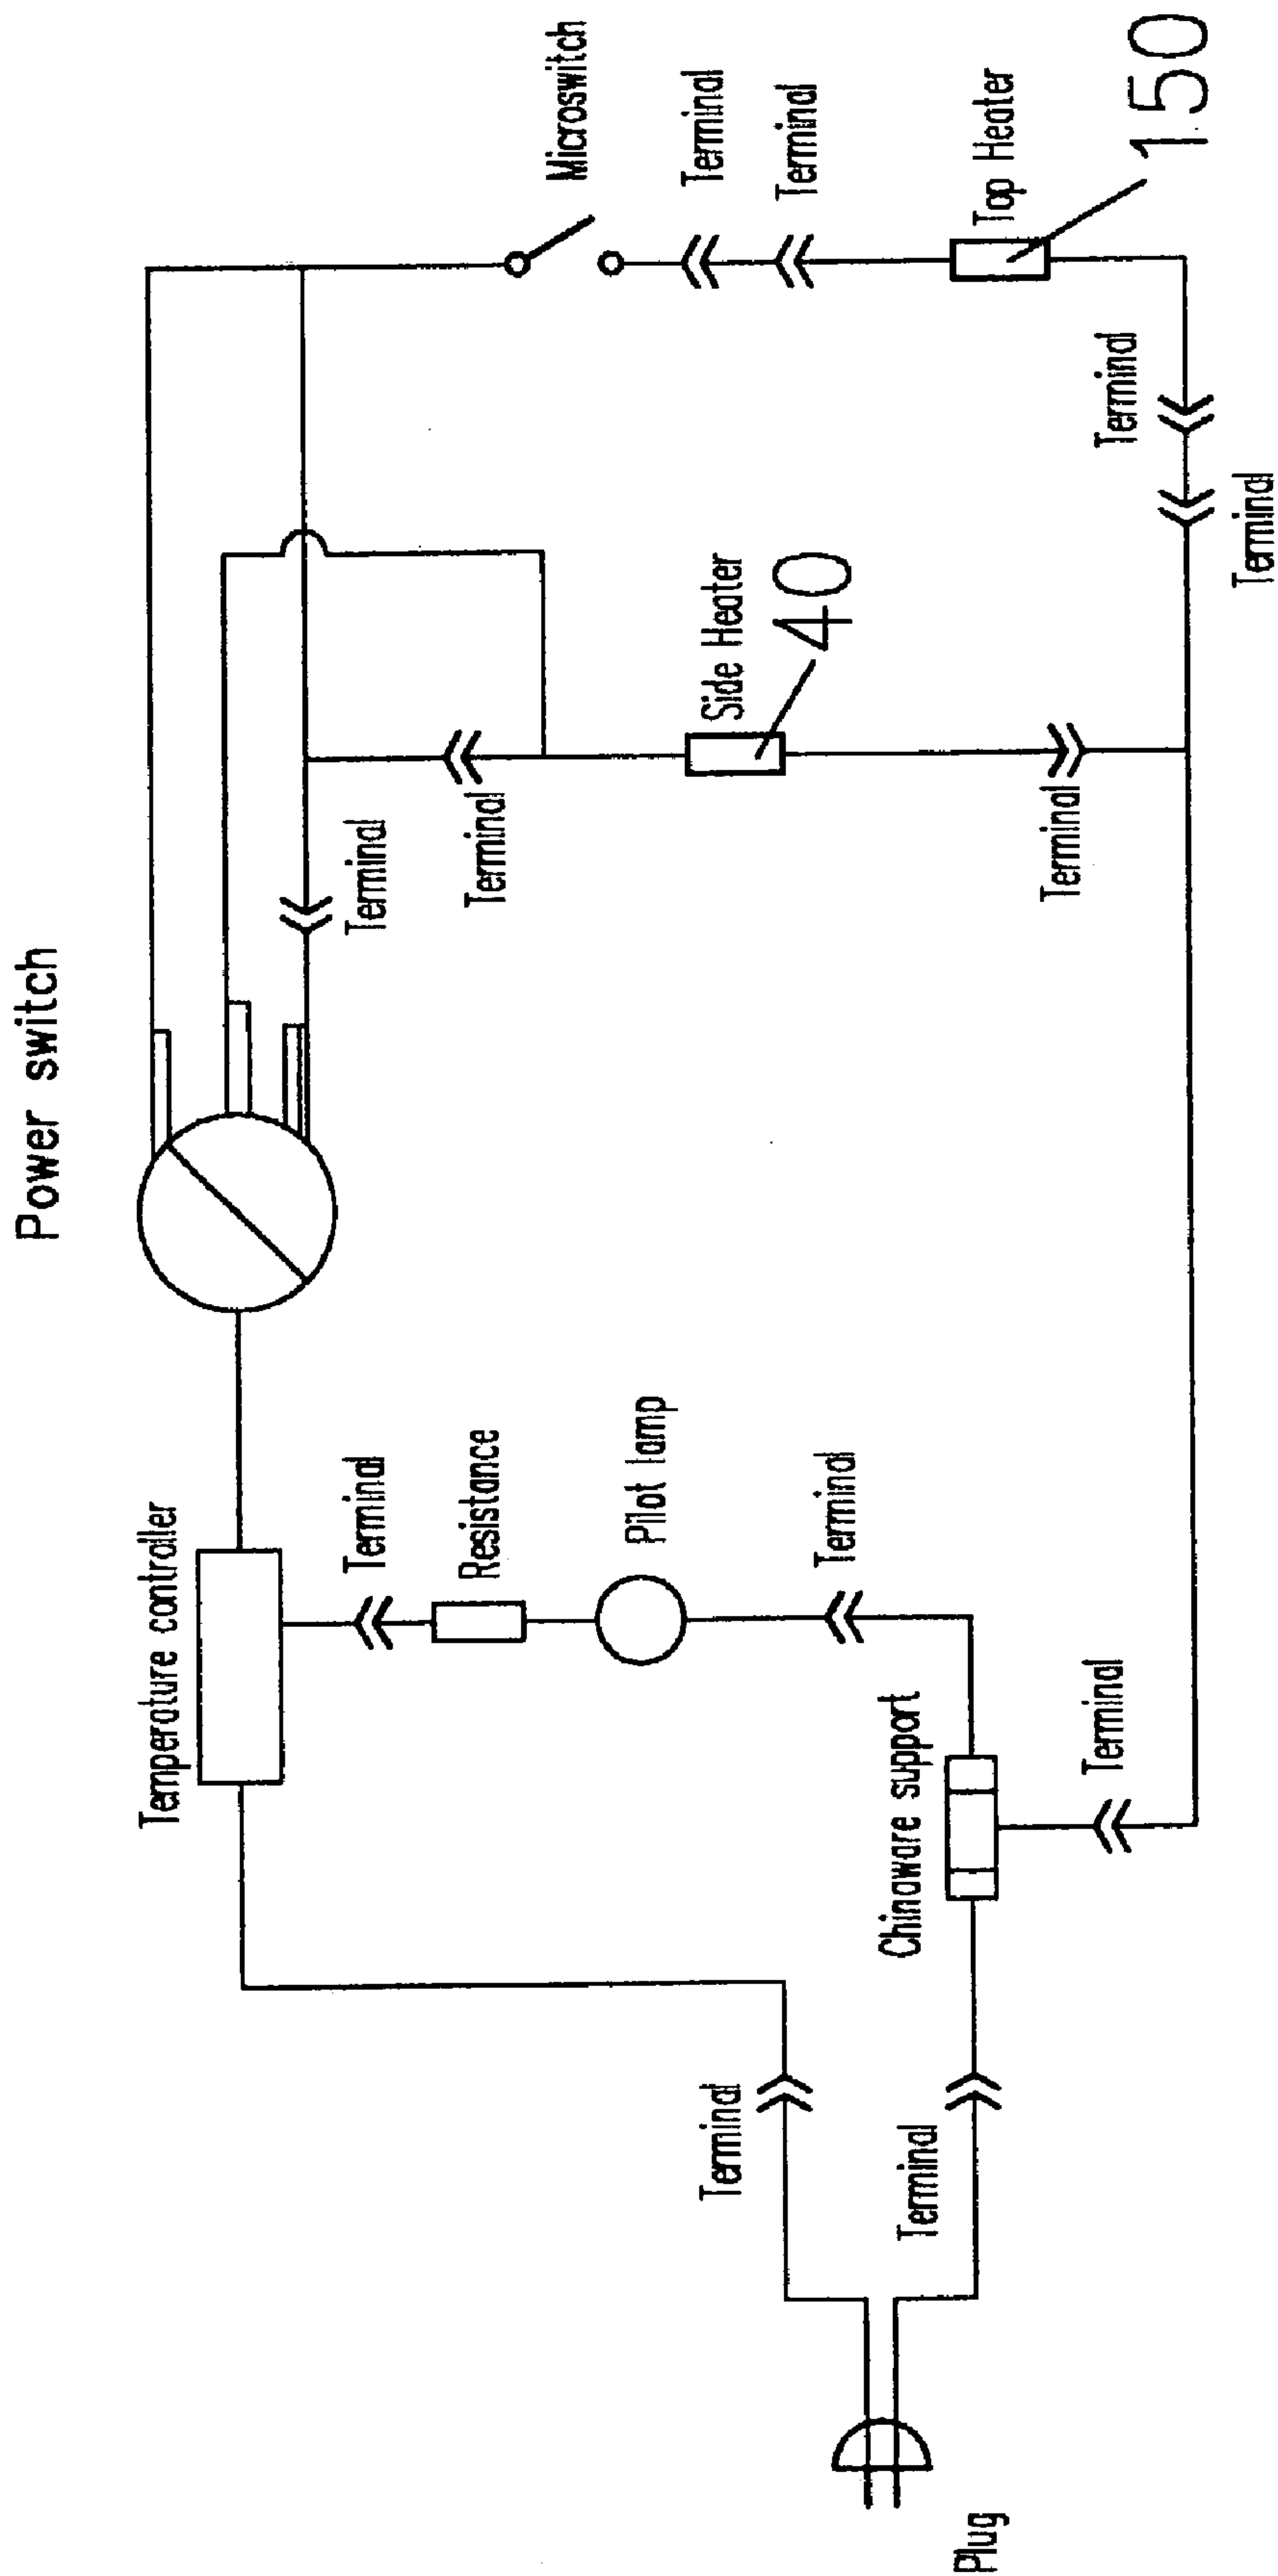 Power switch
Temperature controller
Terminal
Resistance
Pilot lamp
Terminal
Chinaware support
Terminal
Terminal
Terminal
Plug
Terminal
Terminal
Side Heater
40
Terminal
Microswitch
Terminal
Terminal
Top Heater
150
Terminal
Terminal